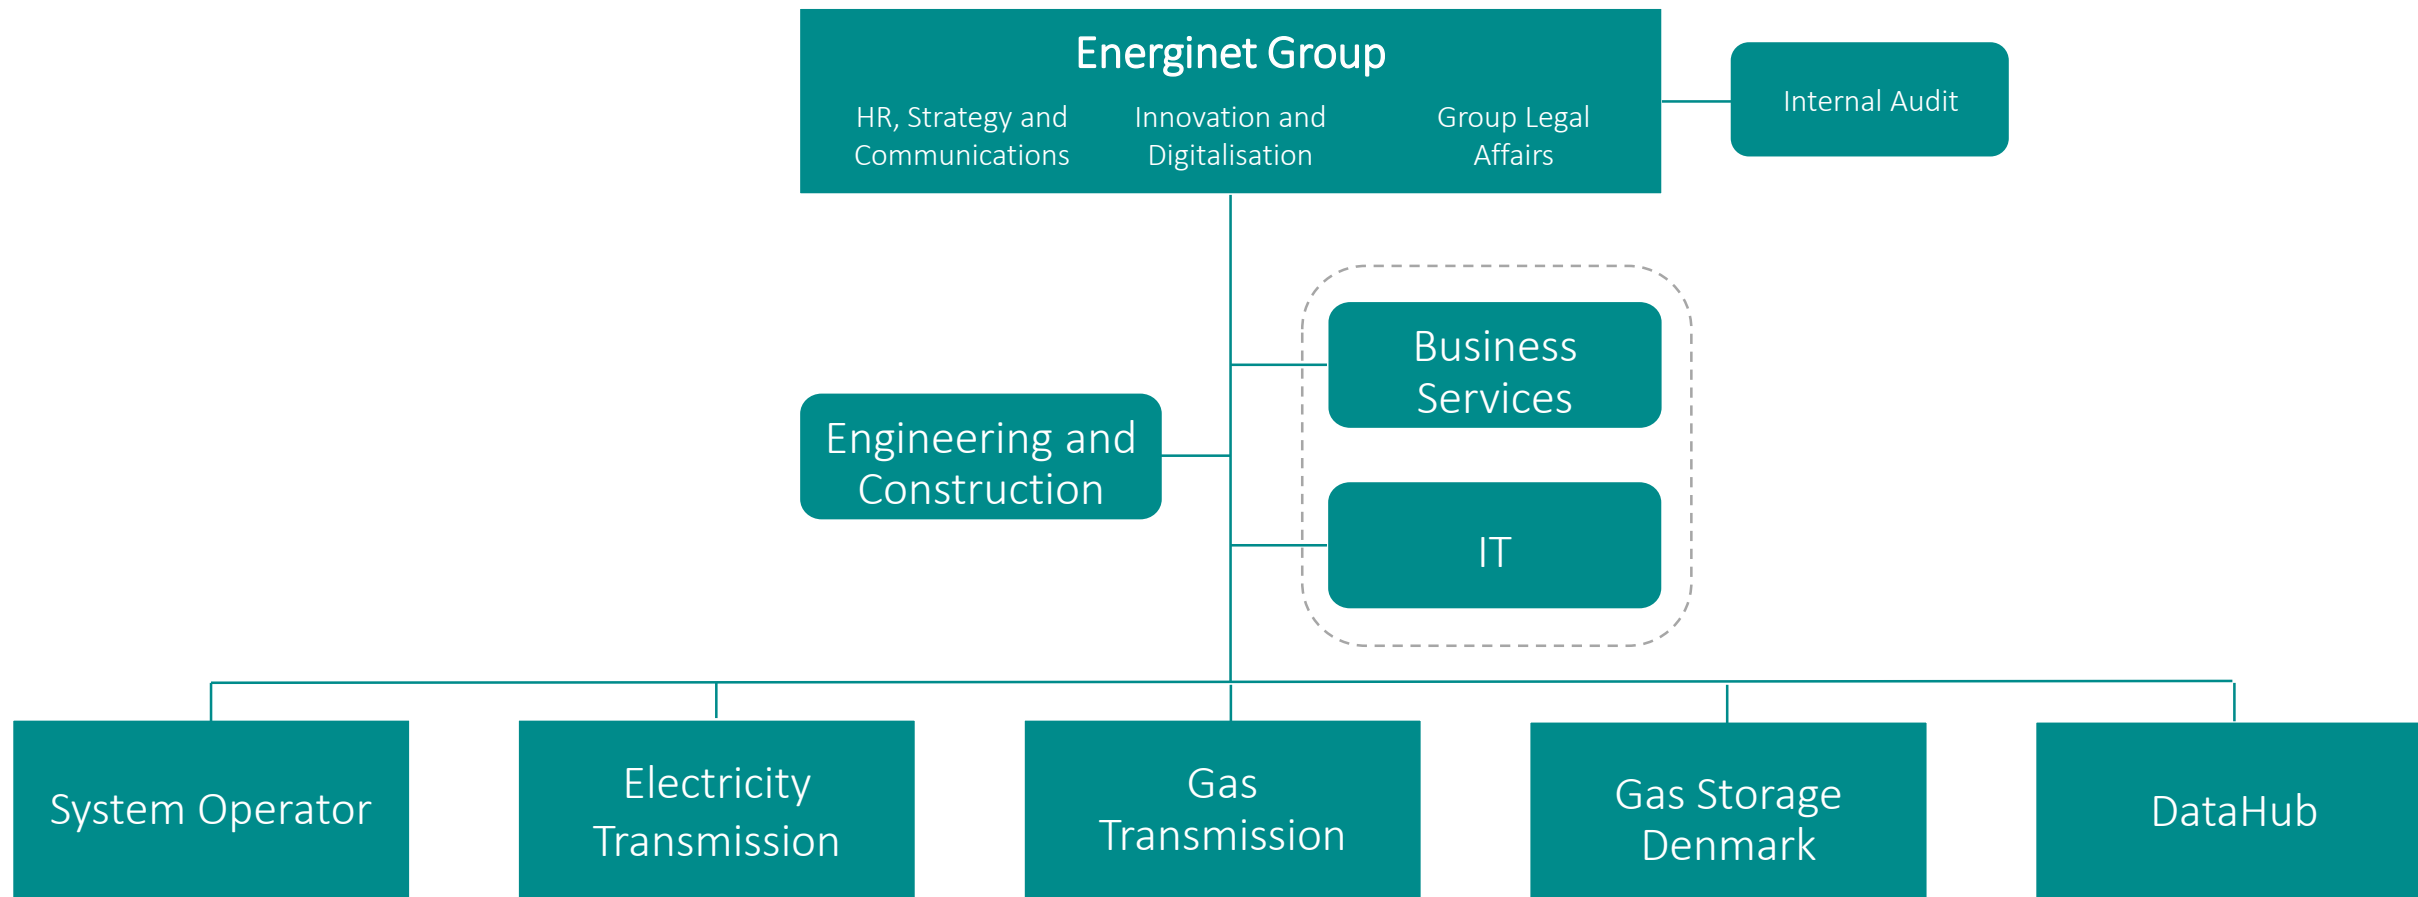 Energinet Group
HR, Strategy and
Communications
Innovation and
Digitalisation
Group Legal
Affairs
Internal Audit
Business
Services
Engineering and
Construction
IT
System Operator
Electricity
Transmission
Gas
Transmission
Gas Storage
Denmark
DataHub